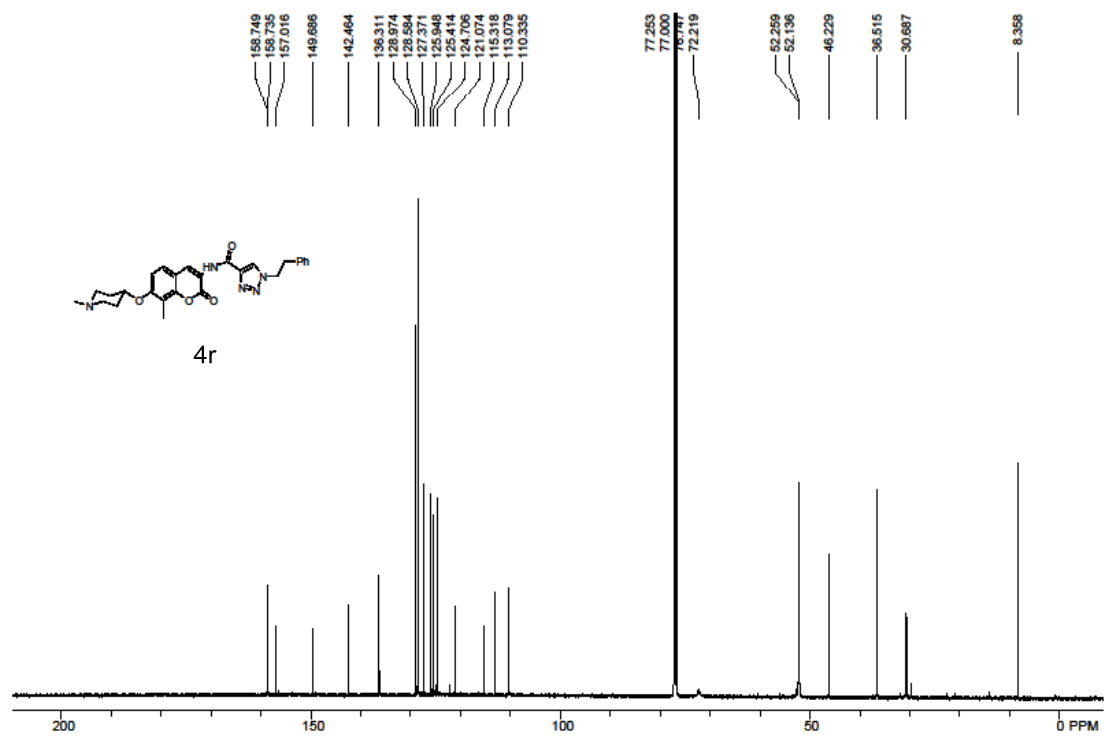 158.749
158.735
157.016
149.686
142.464
136.311
128.974
128.584
127.371
125.948
125.414
124.706
121.074
115.318
113.079
110.335
77.253
77.000
76.747
72.219
52.259
52.136
46.229
36.515
30.687
8.358
O
NH
Ph
N
N N
N
O
O
O
4r
200
150
100
50
0 PPM